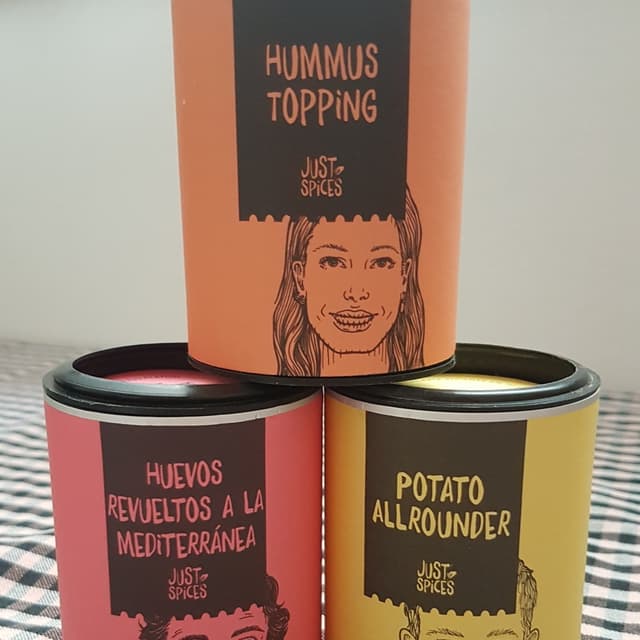 HUMMUS
TOPPING
JUST
SPICES
HUEVOS
REVUELTOS A LA
MEDITERRÁNEA
JUST
SPICES
POTATO
ALLROUNDER
JUST
SPICES